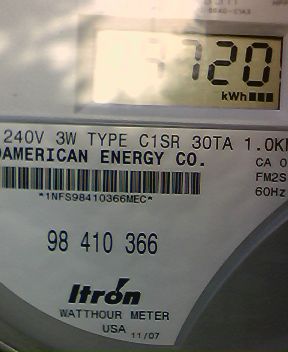 720
kWh
240V 3W TYPE C1SR 30TA
AMERICAN ENERGY CO.
CA
*1NFS98410366MEC*
FM2S
60Hz
98 410 366
Itrón
WATTHOUR METER
USA 11/07